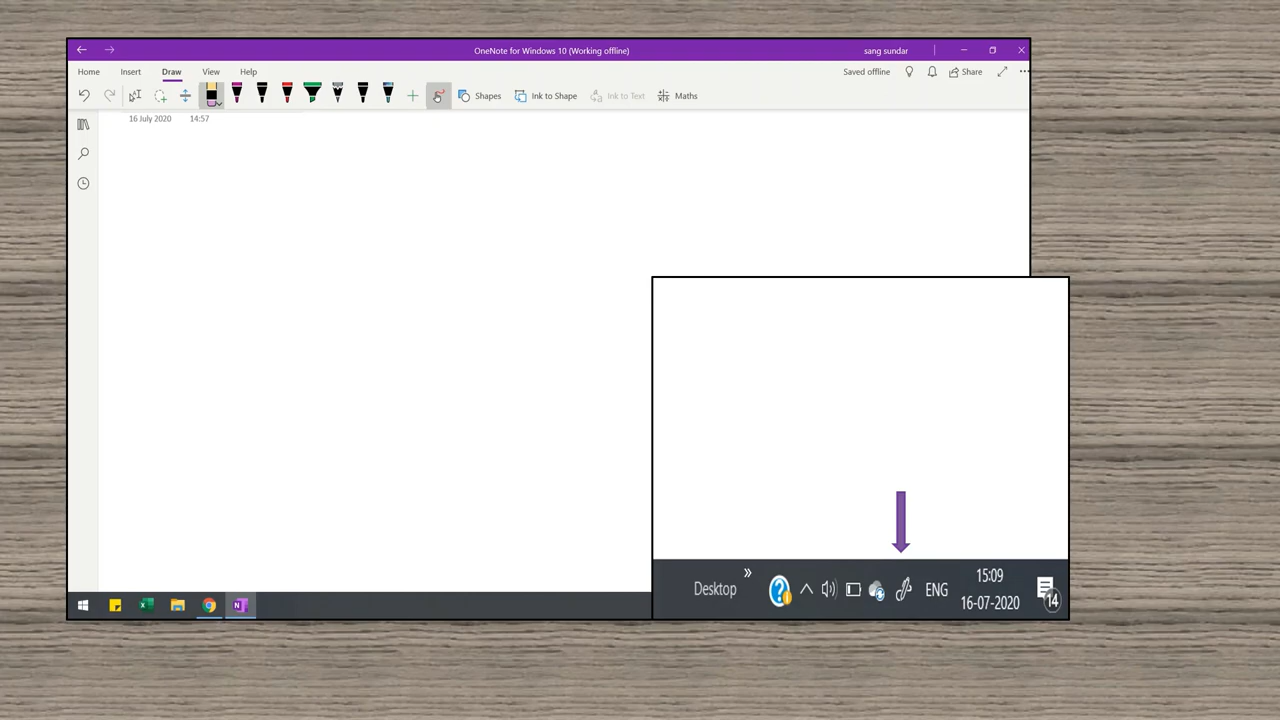 OneNote for Windows 10 (Working offline)
sang sundar
Home Insert Draw View Help
Saved offline
Share
Shapes
Ink to Shape
Ink to Text
Maths
16 July 2020 14:57
Desktop
ENG
15:09
16-07-2020
14